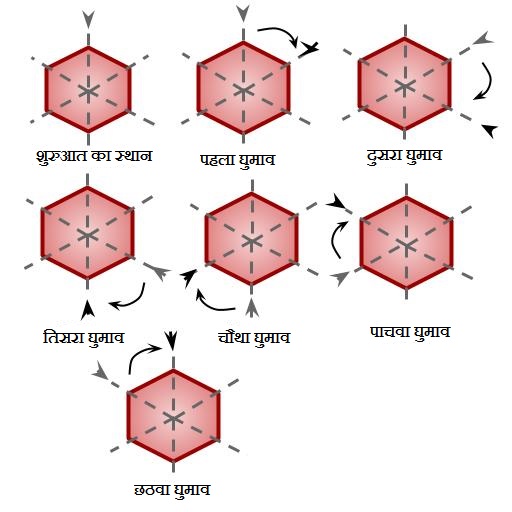 शुरुआत का स्थान
पहला घुमाव
दुसरा घुमाव
तिसरा घुमाव
चौथा घुमाव
पाचवा घुमाव
छठवा घुमाव